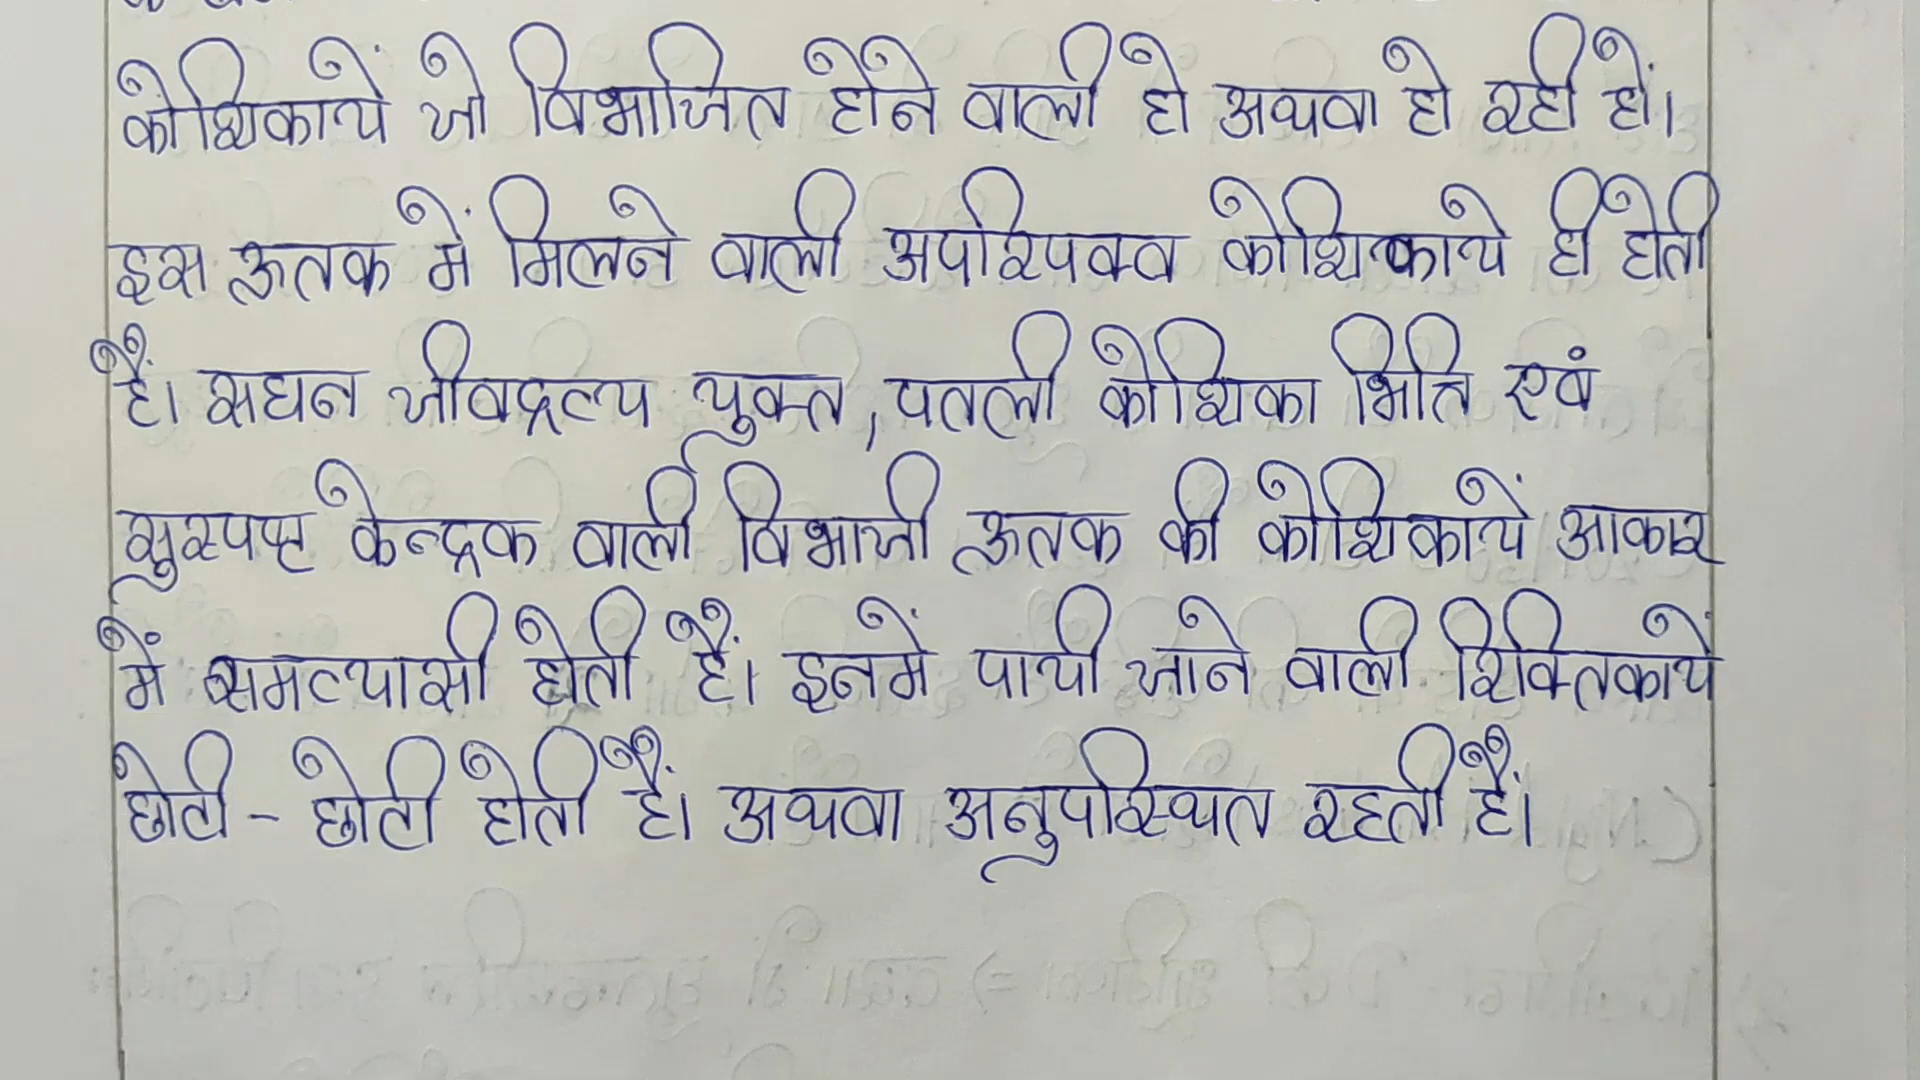 कोशिकायें जो विभाजित होने वाली हो अथवा हो रही हों।
इस ऊतक में मिलने वाली अपरिपक्व कोशिकाये ही होती
हैं। सघन जीवद्रव्य युक्त, पतली कोशिका भित्ति एवं
सुस्पष्ट केन्द्रक वाली विभाजी ऊतक की कोशिकायें आकार
में समव्यासी होती हैं। इनमें पायी जाने वाली रिक्तिकायें
छोटी - छोटी होती हैं। अथवा अनुपस्थित रहती हैं।